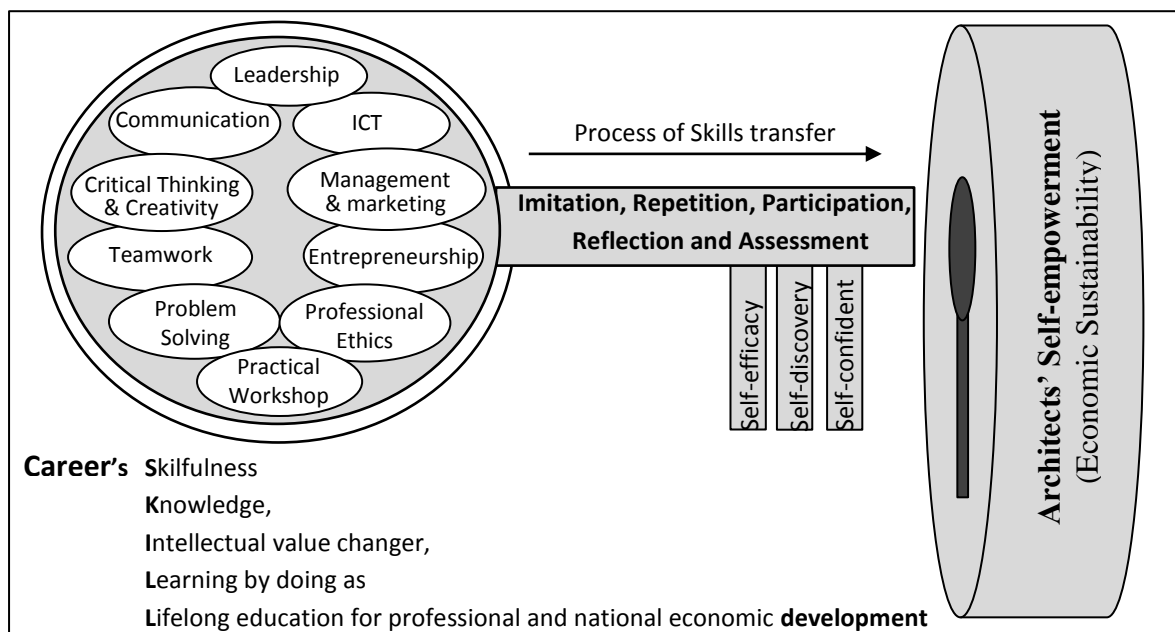 Leadership
Communication
ICT
Critical Thinking
& Creativity
Management
& marketing
Teamwork
Entrepreneurship
Problem
Solving
Professional
Ethics
Practical
Workshop
Process of Skills transfer
Imitation, Repetition, Participation,
Reflection and Assessment
Self-efficacy
Self-discovery
Self-confident
Architects' Self-empowerment
(Economic Sustainability)
Career's Skilfulness
Knowledge,
Intellectual value changer,
Learning by doing as
Lifelong education for professional and national economic development